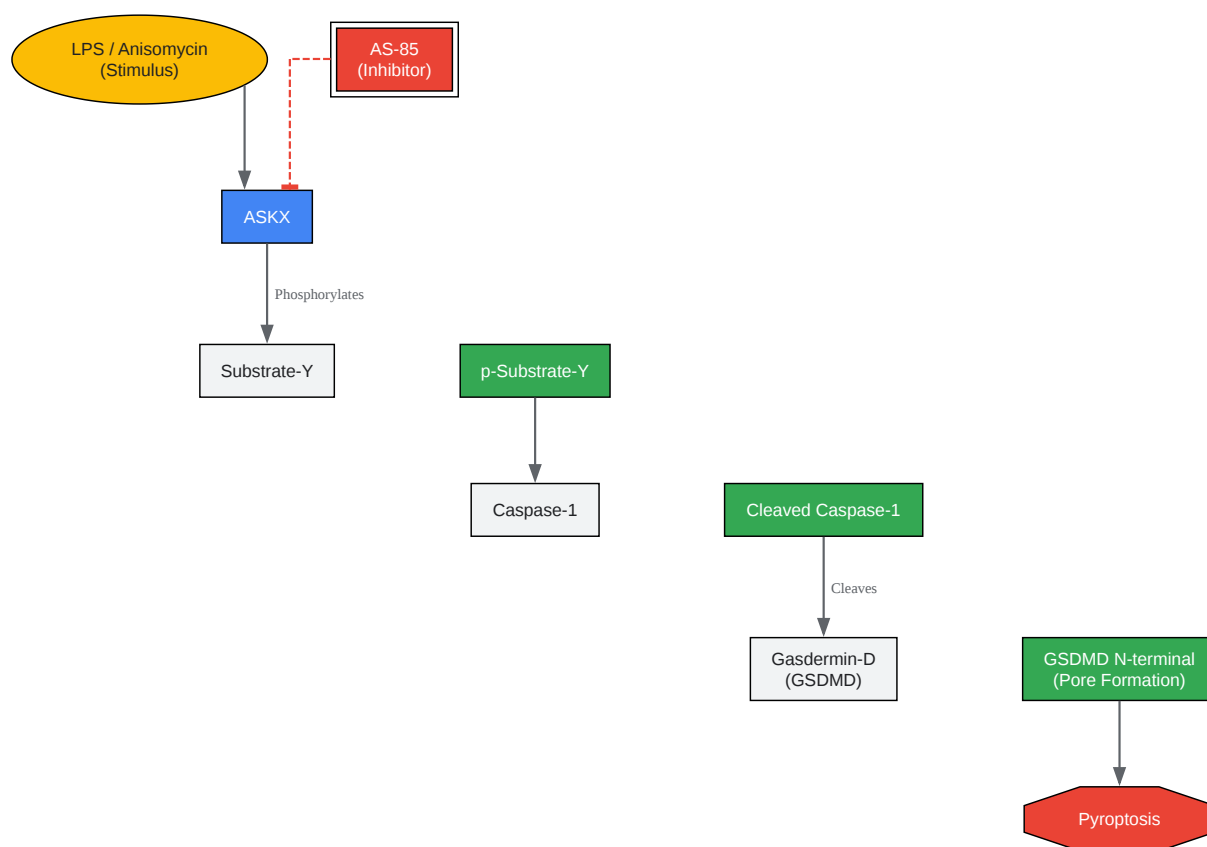 LPS / Anisomycin
(Stimulus)
AS-85
(Inhibitor)
ASKX
Phosphorylates
Substrate-Y
p-Substrate-Y
Caspase-1
Cleaved Caspase-1
Cleaves
Gasdermin-D
(GSDMD)
GSDMD N-terminal
(Pore Formation)
Pyroptosis